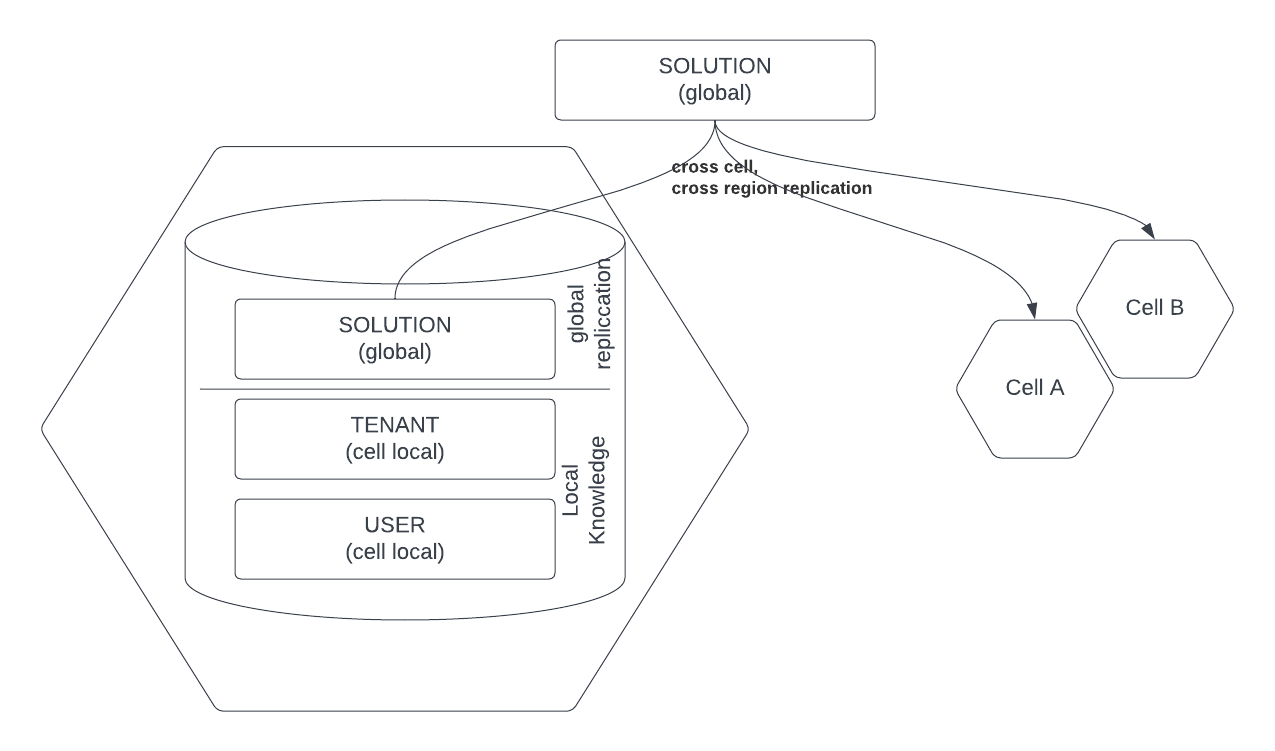 SOLUTION
(global)
cross cell,
cross region replication
SOLUTION
(global)
global
repliccation
TENANT
(cell local)
USER
(cell local)
Local
Knowledge
Cell B
Cell A